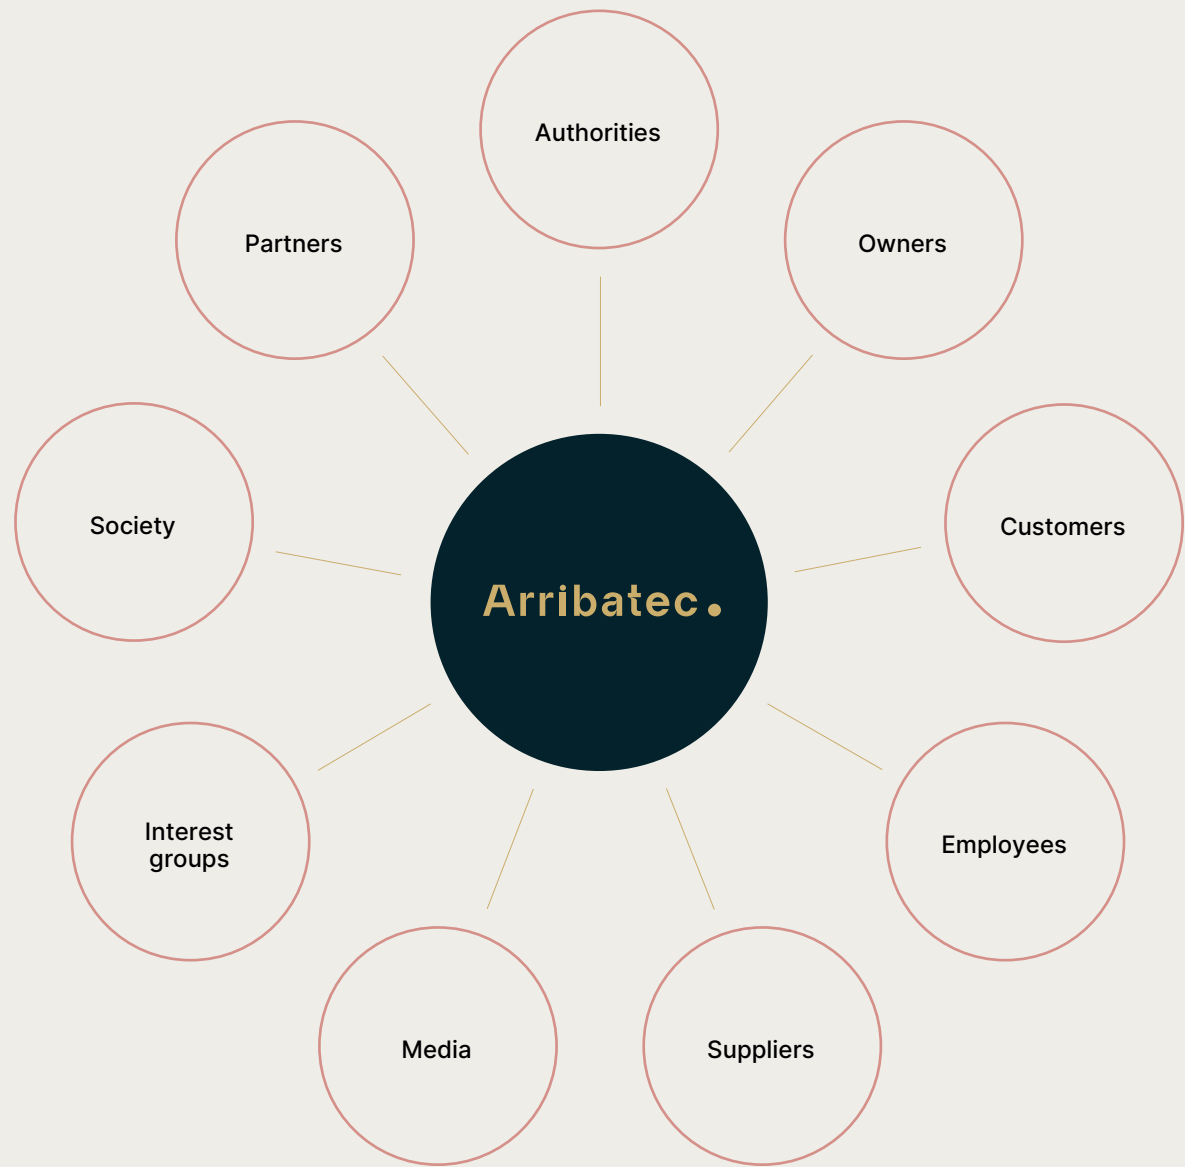 Authorities
Partners
Owners
Society
Customers
Arribatec.
Interest
groups
Employees
Media
Suppliers